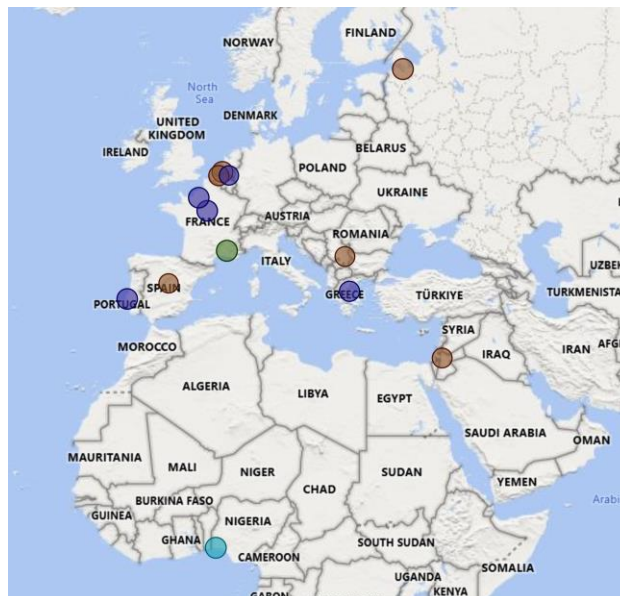 FINLAND
NORWAY
North
Sea
DENMARK
UNITED
KINGDOM
IRELAND
BELARUS
POLAND
UKRAINE
AUSTRIA
FRANCE
ROMANIA
ITALY
UZBEK
SPAIN
PORTUGAL
GREECE
TÜRKIYE
TURKMENISTA
SYRIA
MOROCCO
IRAQ
IRAN
AFG
ALGERIA
LIBYA
EGYPT
SAUDI ARABIA
OMAN
MAURITANIA
MALI
NIGER
SUDAN
YEMEN
CHAD
BURKINA FASO
Arabi
GUINEA
NIGERIA
GHANA
SOUTH SUDAN
CAMEROON
SOMALIA
UGANDA
KENYA
GABON